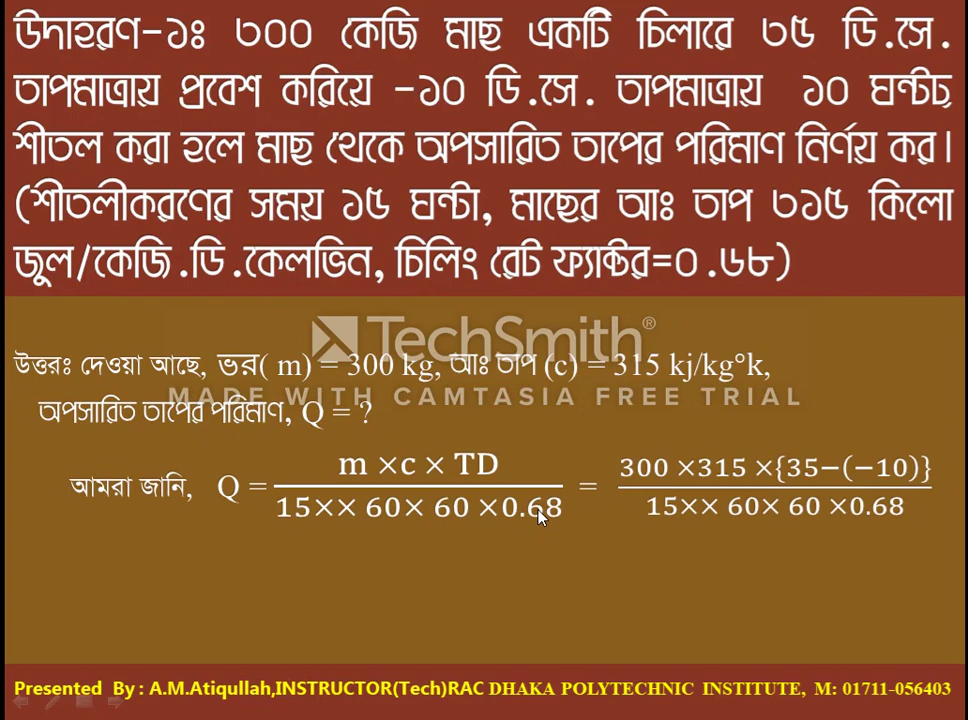 উদাহরণ-১ঃ ৩০০ কেজি মাছ একটি চিলারে ৩৫ ডি.সে.
তাপমাত্রায় প্রবেশ করিয়ে -১০ ডি.সে. তাপমাত্রায় ১০ ঘন্টচ
শীতল করা হলে মাছ থেকে অপসারিত তাপের পরিমাণ নির্ণয় কর।
(শীতলীকরণের সময় ১৫ ঘন্টা, মাছের আঃ তাপ ৩১৫ কিলো
জুল/কেজি.ডি.কেলভিন, চিলিং রেট ফ্যাক্টর=০.৬৮)
TechSmith®
উত্তরঃ দেওয়া আছে, ভর( m) = 300 kg, আঃ তাপ (c) = 315 kj/kg°k,
MADE WITH CAMTASIA FREE TRIAL
অপসারিত তাপের পরিমাণ, Q = ?
আমরা জানি, Q = m ×c × TD / 15×× 60× 60 ×0.68 = 300 ×315 ×{35−(−10)} / 15×× 60× 60 ×0.68
Presented By : A.M.Atiqullah,INSTRUCTOR(Tech)RAC DHAKA POLYTECHNIC INSTITUTE, M: 01711-056403